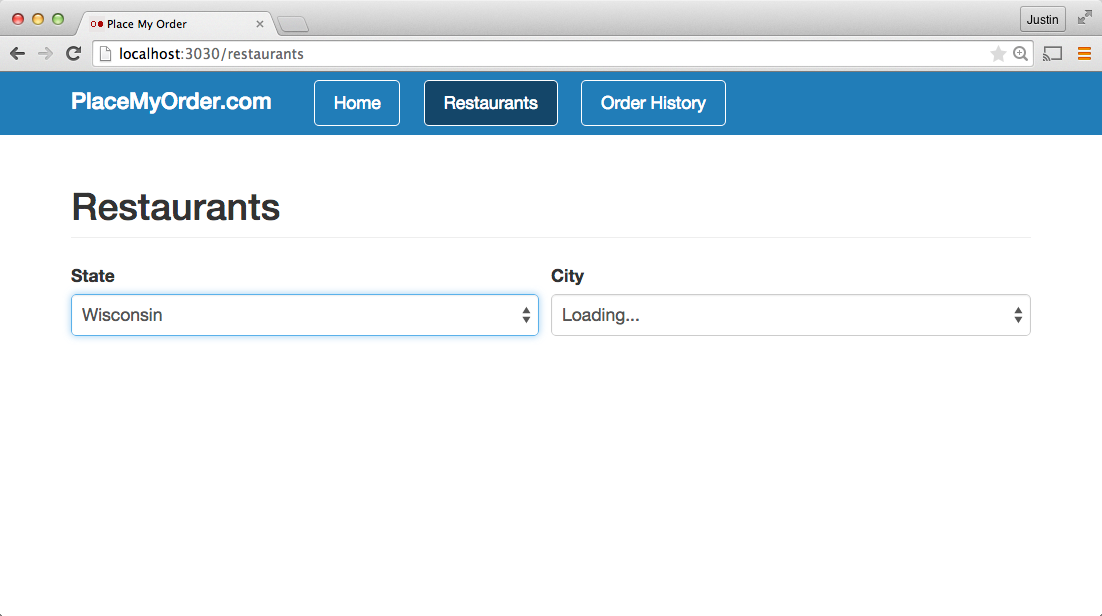 Place My Order
Justin
localhost:3030/restaurants
PlaceMyOrder.com Home Restaurants Order History
Restaurants
State City
Wisconsin Loading...